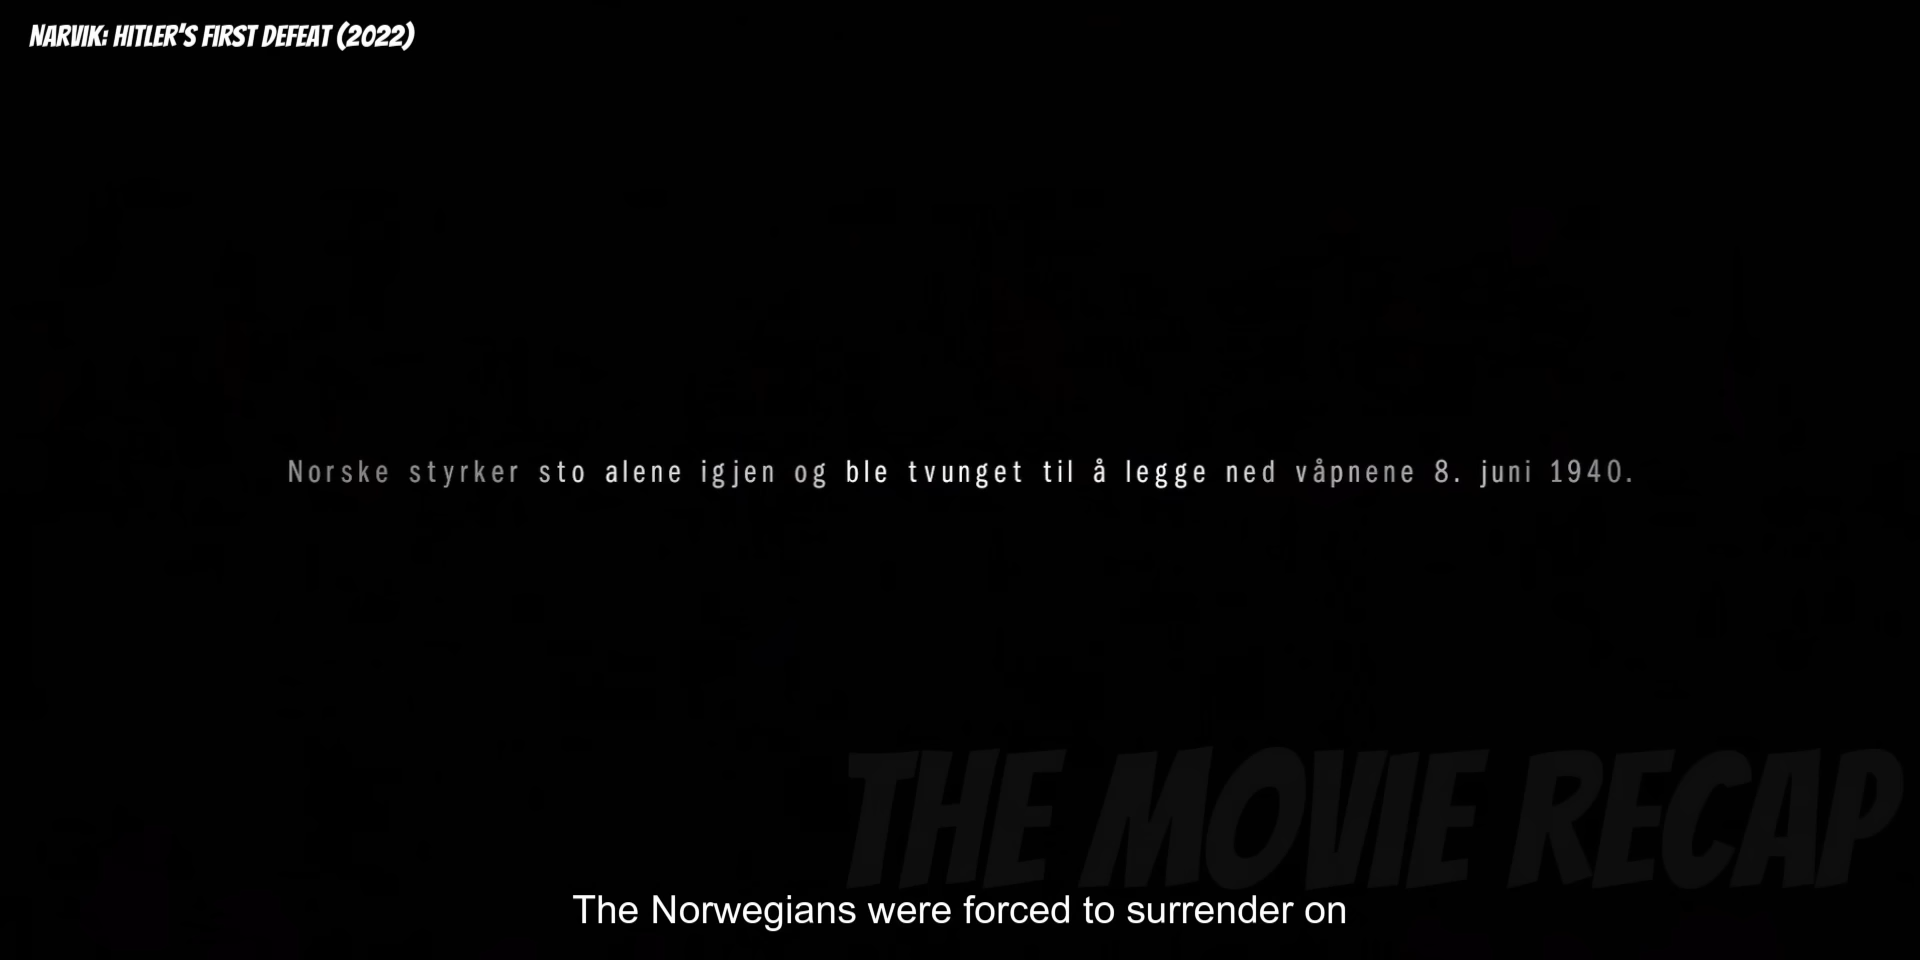 NARVIK: HITLER'S FIRST DEFEAT (2022)
Norske styrker sto alene igjen og ble tvunget til å legge ned våpnene 8. juni 1940.
THE MOVIE RECAP
The Norwegians were forced to surrender on